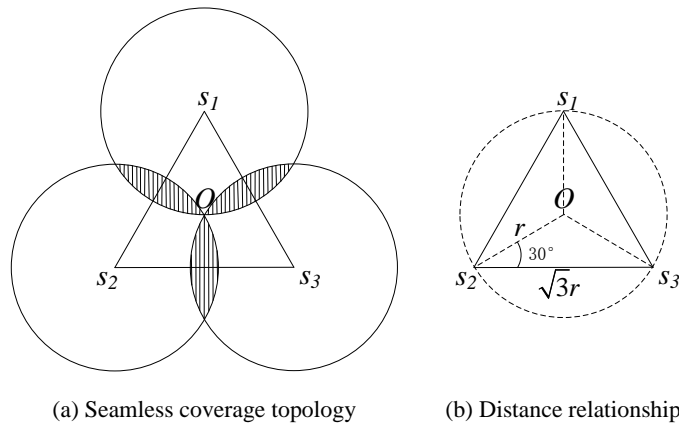 s1
O
s2
s3
(a) Seamless coverage topology
s1
O
r
30°
s2
s3
√3r
(b) Distance relationship